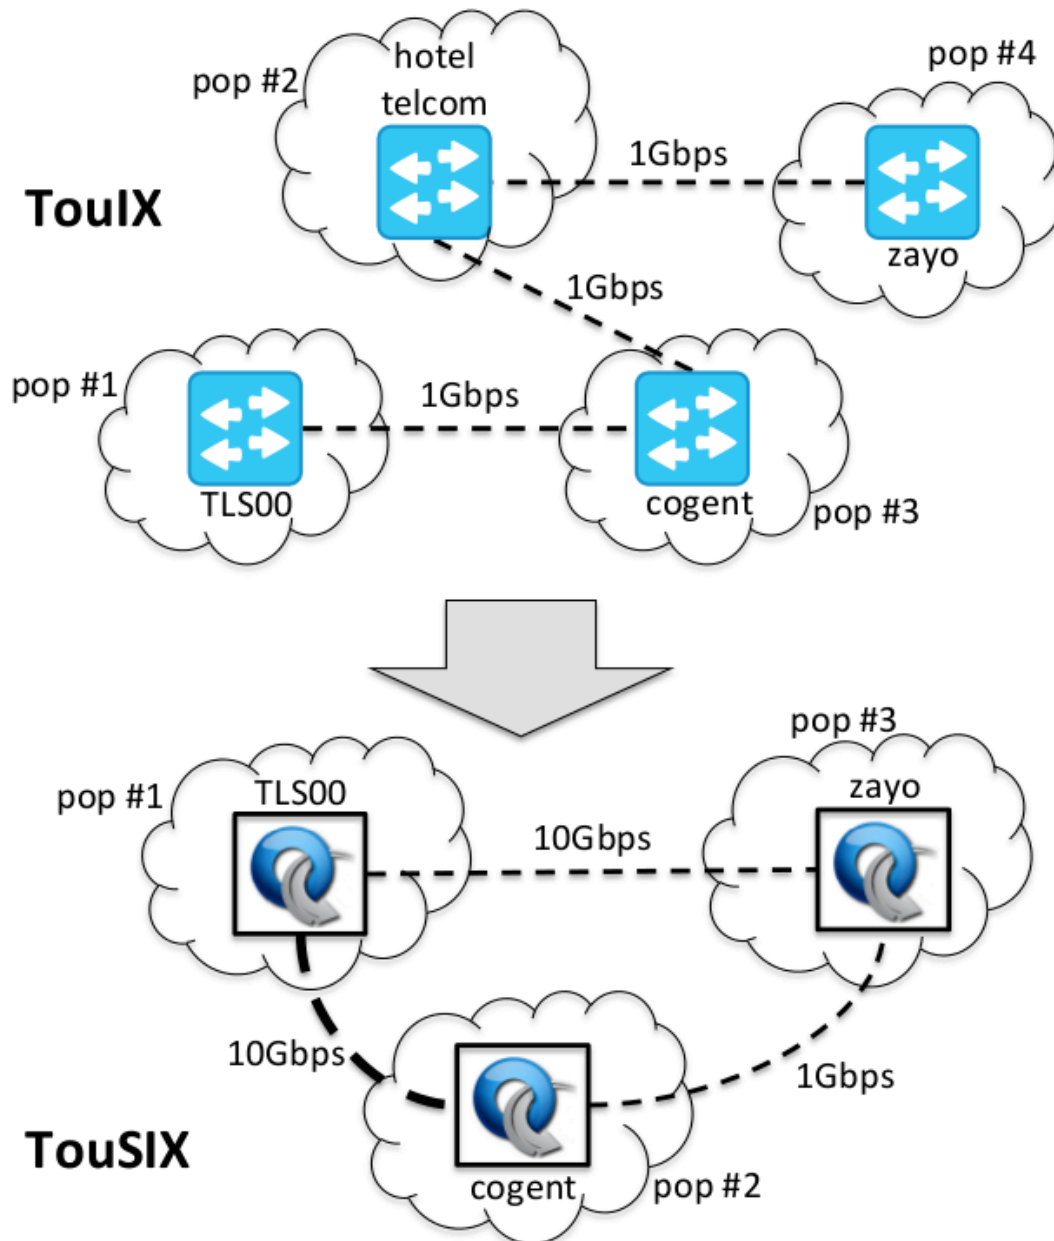 pop #2
hotel
telcom
pop #4
1Gbps
TouIX
zayo
1Gbps
pop #1
1Gbps
TLS00
cogent
pop #3
pop #3
pop #1
TLS00
zayo
10Gbps
10Gbps
1Gbps
TouSIX
cogent
pop #2